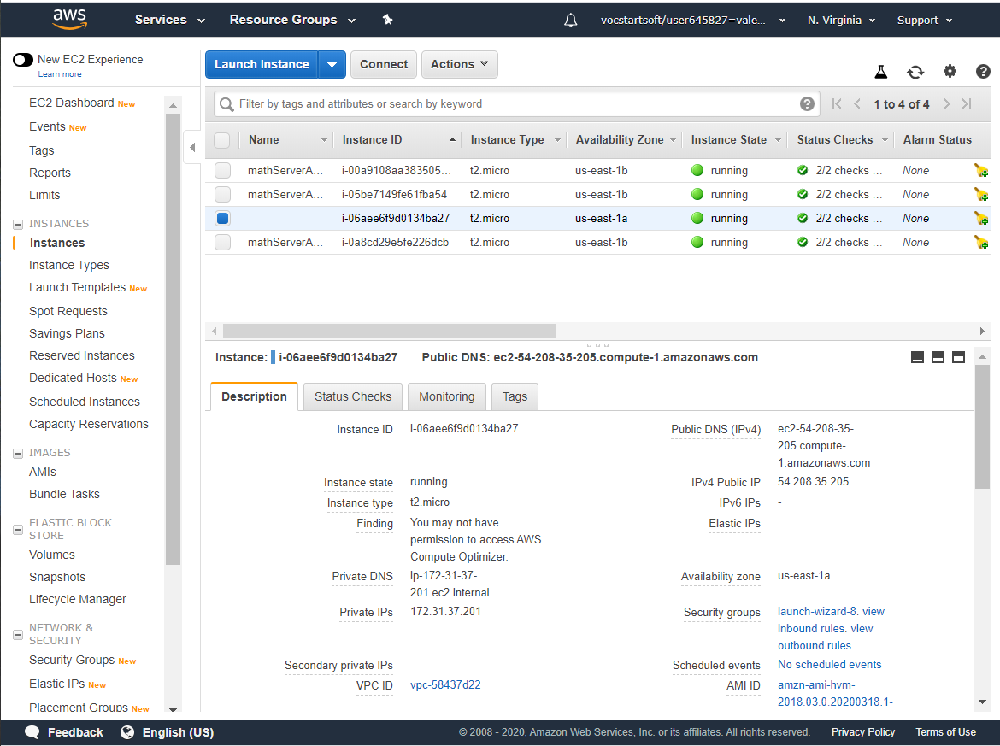 aws Services Resource Groups vocstartsoft/user645827=vale... N. Virginia Support
New EC2 Experience
Learn more
EC2 Dashboard New
Events New
Tags
Reports
Limits
INSTANCES
Instances
Instance Types
Launch Templates New
Spot Requests
Savings Plans
Reserved Instances
Dedicated Hosts New
Scheduled Instances
Capacity Reservations
IMAGES
AMIs
Bundle Tasks
ELASTIC BLOCK
STORE
Volumes
Snapshots
Lifecycle Manager
NETWORK &
SECURITY
Security Groups New
Elastic IPs New
Placement Groups New
Launch Instance Connect Actions
Filter by tags and attributes or search by keyword 1 to 4 of 4
Name Instance ID Instance Type Availability Zone Instance State Status Checks Alarm Status
mathServerA... i-00a9108aa383505... t2.micro us-east-1b running 2/2 checks ... None
mathServerA... i-05be7149fe61fba54 t2.micro us-east-1b running 2/2 checks ... None
i-06aee6f9d0134ba27 t2.micro us-east-1a running 2/2 checks ... None
mathServerA... i-0a8cd29e5fe226dcb t2.micro us-east-1b running 2/2 checks ... None
Instance: i-06aee6f9d0134ba27 Public DNS: ec2-54-208-35-205.compute-1.amazonaws.com
Description Status Checks Monitoring Tags
Instance ID i-06aee6f9d0134ba27
Instance state running
Instance type t2.micro
Finding You may not have
permission to access AWS
Compute Optimizer.
Private DNS ip-172-31-37-
201.ec2.internal
Private IPs 172.31.37.201
Secondary private IPs
VPC ID vpc-58437d22
Public DNS (IPv4) ec2-54-208-35-
205.compute-
1.amazonaws.com
IPv4 Public IP 54.208.35.205
IPv6 IPs -
Elastic IPs
Availability zone us-east-1a
Security groups launch-wizard-8. view
inbound rules. view
outbound rules
Scheduled events No scheduled events
AMI ID amzn-ami-hvm-
2018.03.0.20200318.1-
Feedback English (US) © 2008 - 2020, Amazon Web Services, Inc. or its affiliates. All rights reserved. Privacy Policy Terms of Use